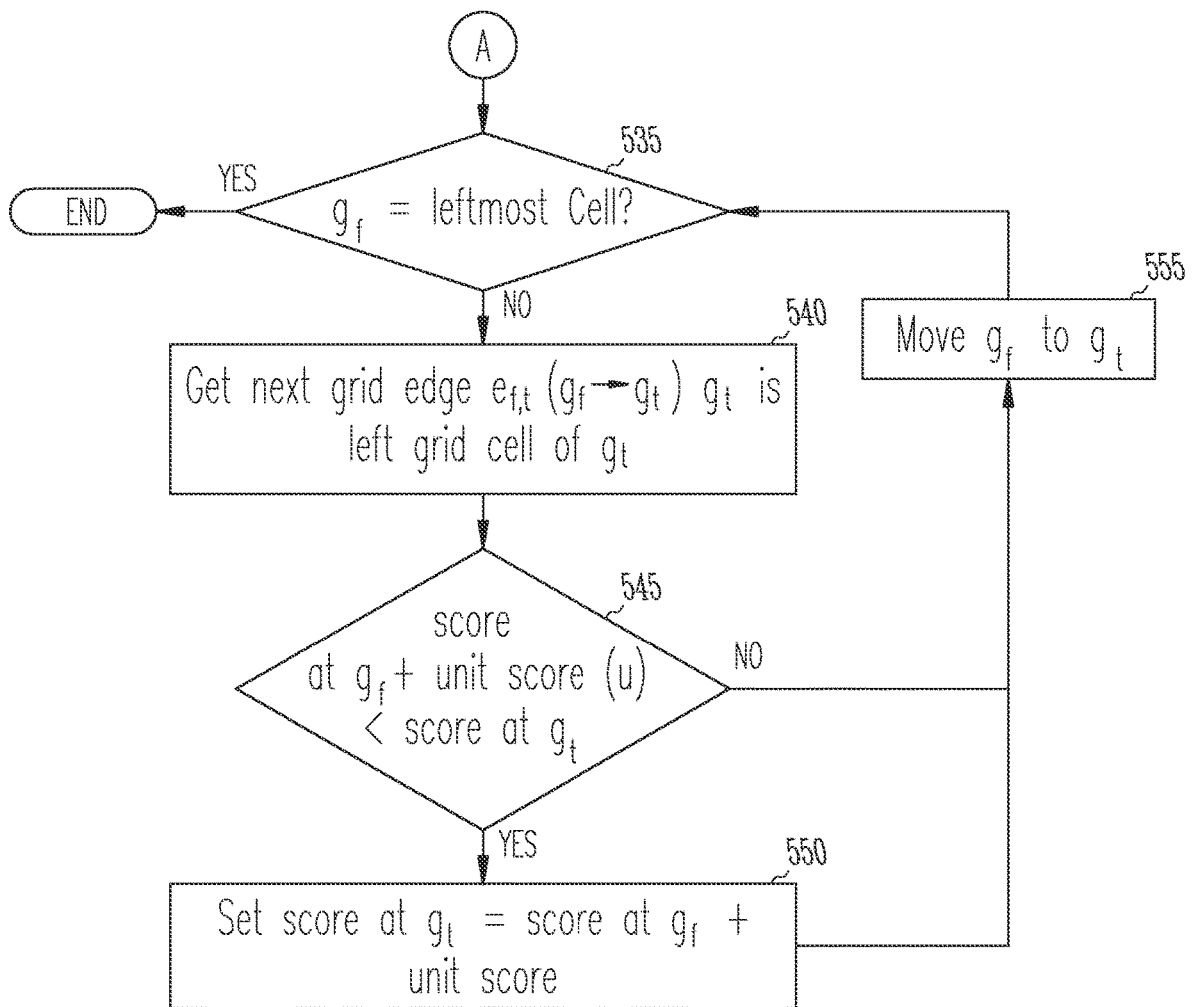 A
535
YES
END
g_f = leftmost Cell?
NO
555
Move g_f to g_t
540
Get next grid edge e_f,t (g_f→g_t) g_t is
left grid cell of g_t
545
score
at g_f + unit score (u)
< score at g_t
NO
YES
550
Set score at g_t = score at g_f +
unit score